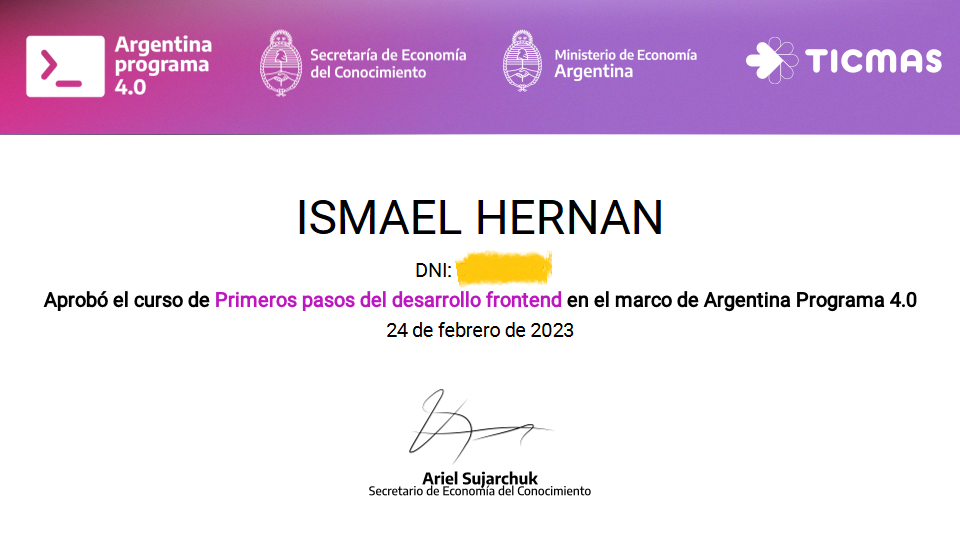 Argentina
programa
4.0
Secretaría de Economía
del Conocimiento
Ministerio de Economía
Argentina
TICMAS
ISMAEL HERNAN
DNI:
Aprobó el curso de Primeros pasos del desarrollo frontend en el marco de Argentina Programa 4.0
24 de febrero de 2023
Ariel Sujarchuk
Secretario de Economía del Conocimiento